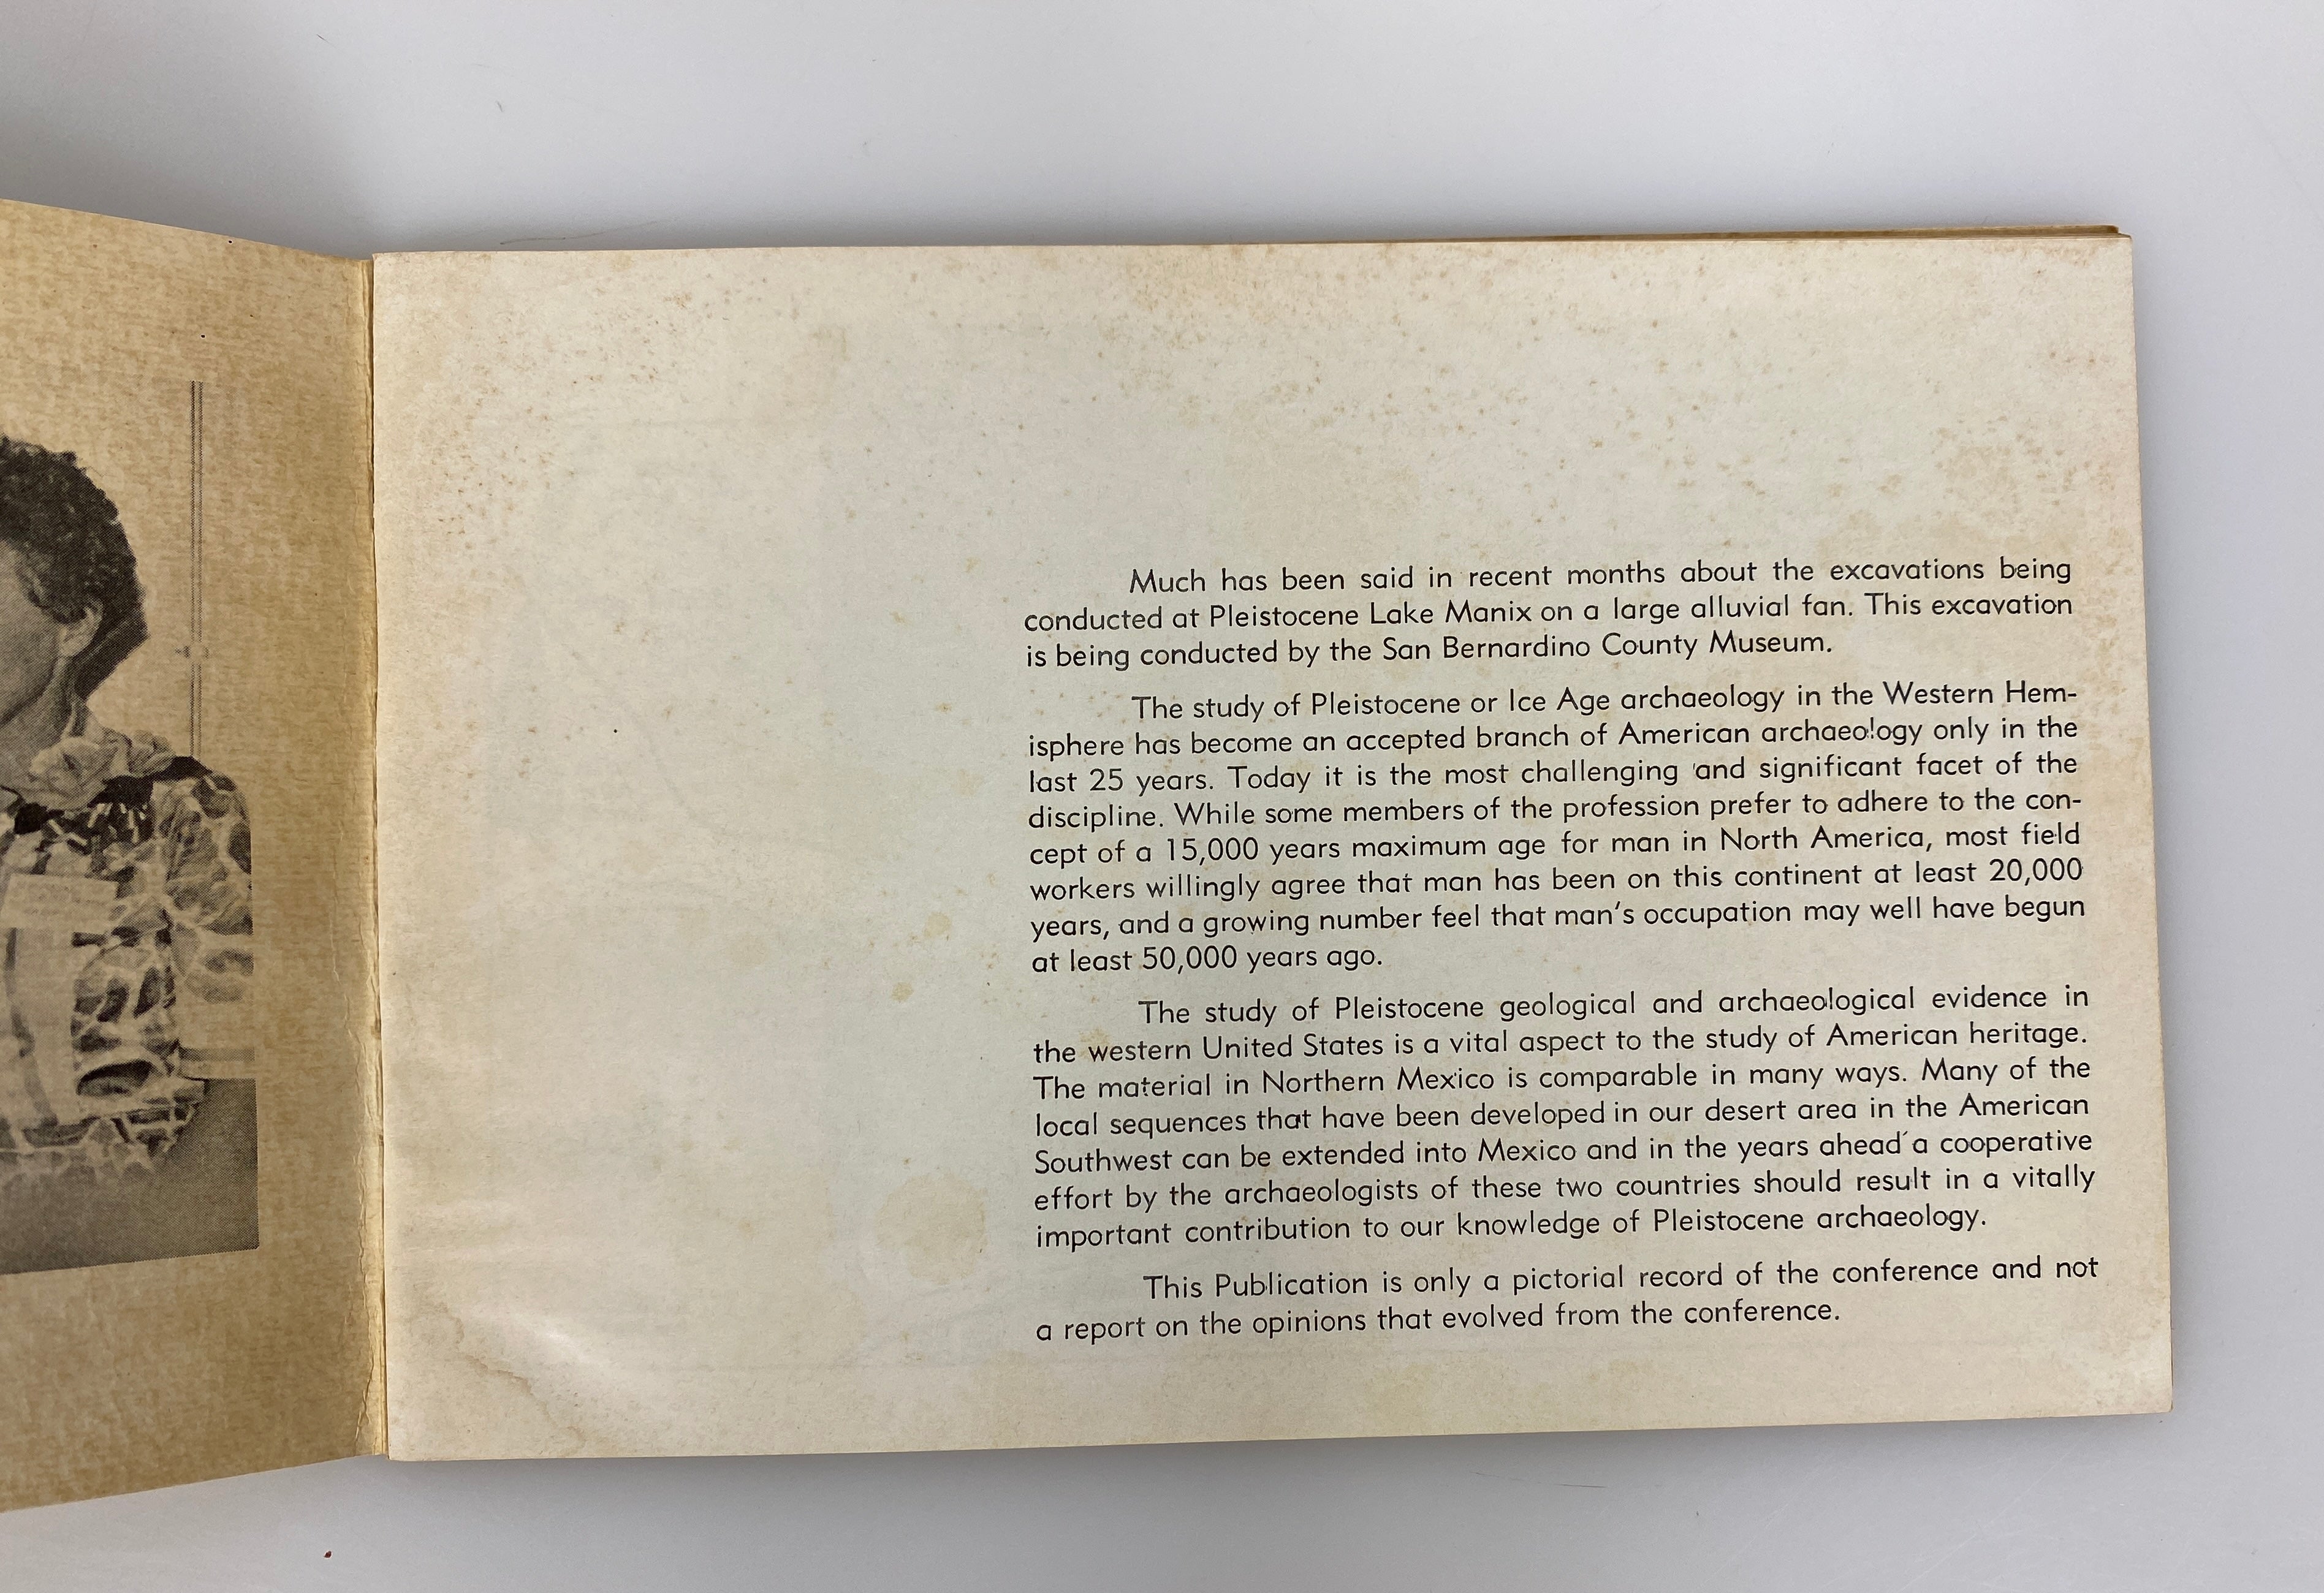 Much has been said in recent months about the excavations being
conducted at Pleistocene Lake Manix on a large alluvial fan. This excavation
is being conducted by the San Bernardino County Museum.
The study of Pleistocene or Ice Age archaeology in the Western Hem-
isphere has become an accepted branch of American archaeology only in the
last 25 years. Today it is the most challenging and significant facet of the
discipline. While some members of the profession prefer to adhere to the con-
cept of a 15,000 years maximum age for man in North America, most field
workers willingly agree that man has been on this continent at least 20,000
years, and a growing number feel that man's occupation may well have begun
at least 50,000 years ago.
The study of Pleistocene geological and archaeological evidence in
the western United States is a vital aspect to the study of American heritage.
The material in Northern Mexico is comparable in many ways. Many of the
local sequences that have been developed in our desert area in the American
Southwest can be extended into Mexico and in the years ahead a cooperative
effort by the archaeologists of these two countries should result in a vitally
important contribution to our knowledge of Pleistocene archaeology.
This Publication is only a pictorial record of the conference and not
a report on the opinions that evolved from the conference.